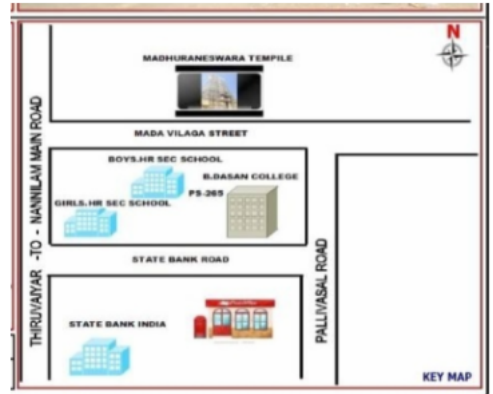 N
MADHURANESWARA TEMPILE
MADA VILAGA STREET
BOYS.HR SEC SCHOOL
B.DASAN COLLEGE
PS-265
GIRLS.HR SEC SCHOOL
THIRUVAIYAR -TO - NANNILAM MAIN ROAD
STATE BANK ROAD
PALLIVASAL ROAD
STATE BANK INDIA
KEY MAP